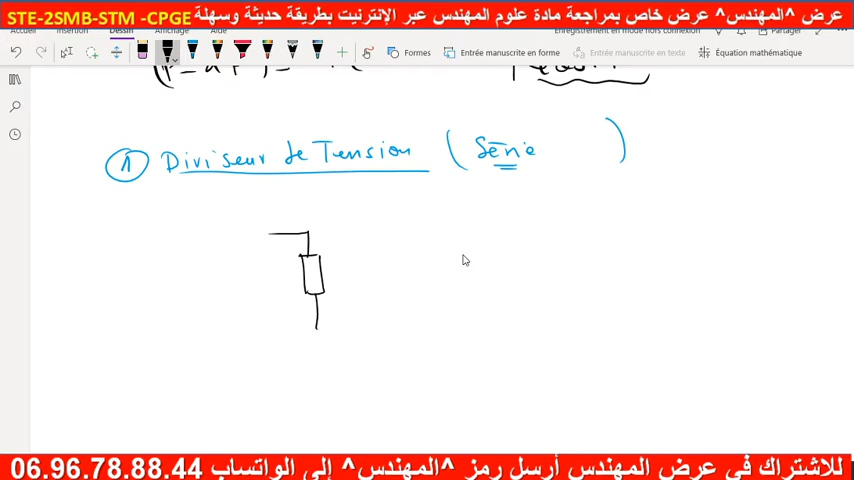 STE-2SMB-STM -CPGE عرض ^المهندس^ عرض خاص بمراجعة مادة علوم المهندس عبر الإنترنيت بطريقة حديثة وسهلة
Accueil Insertion Dessin Affichage Aide Enregistrement en mode hors connexion Partager
Formes Entrée manuscrite en forme Entrée manuscrite en texte Équation mathématique
1 Diviseur de Tension ( Série )
للاشتراك في عرض المهندس أرسل رمز ^المهندس^ إلى الواتساب 06.96.78.88.44